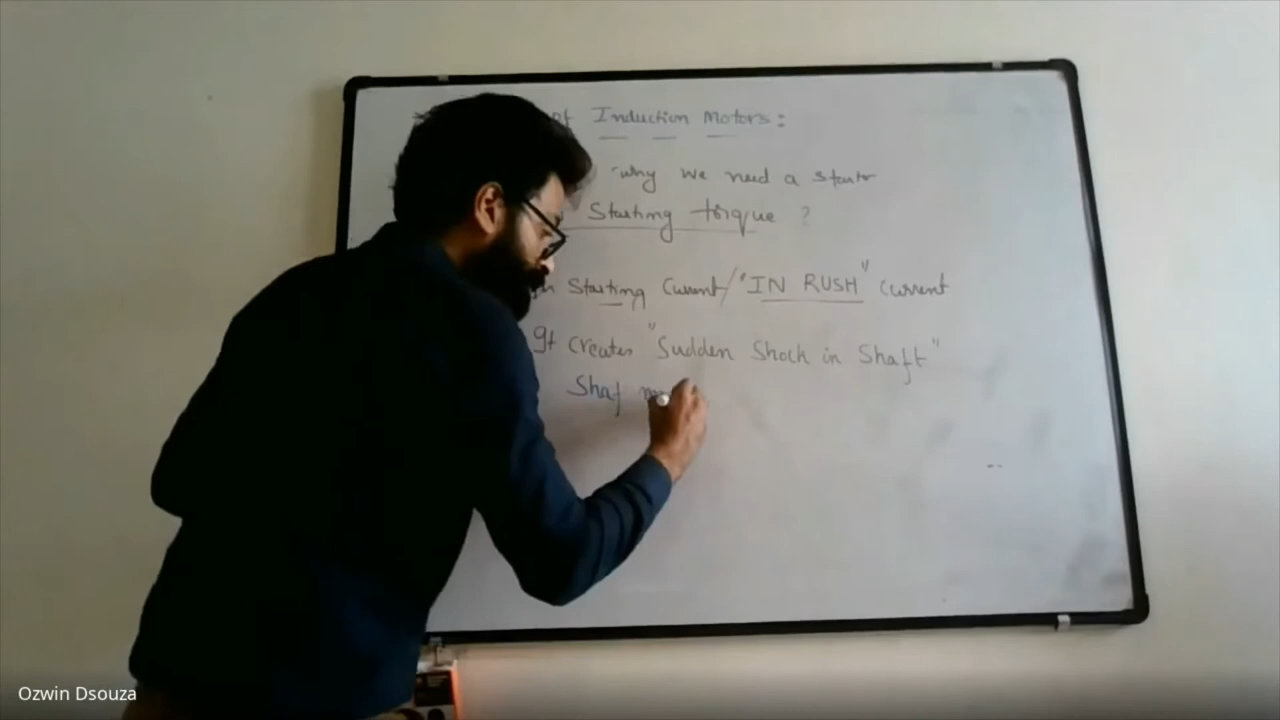 of Induction Motors:
why we need a starter
Starting torque ?
Starting Current/"IN RUSH" current
It creates "Sudden Shock in Shaft"
Shaf
Ozwin Dsouza